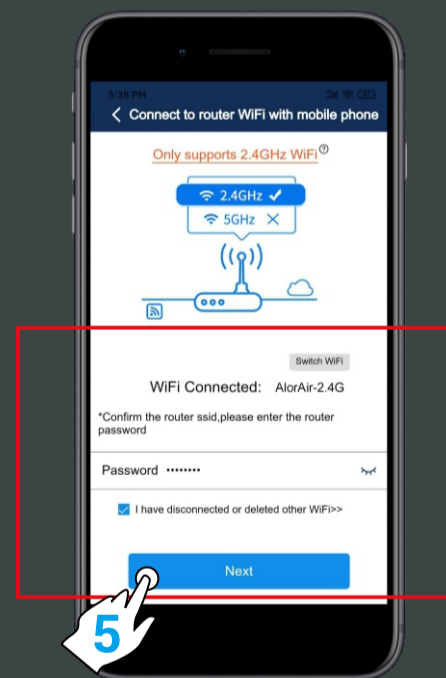 5:38 PM
Connect to router WiFi with mobile phone
Only supports 2.4GHz WiFi ?
2.4GHz ✓
5GHz ✕
Switch WiFi
WiFi Connected: AlorAir-2.4G
*Confirm the router ssid,please enter the router
password
Password ••••••••
I have disconnected or deleted other WiFi>>
Next
5